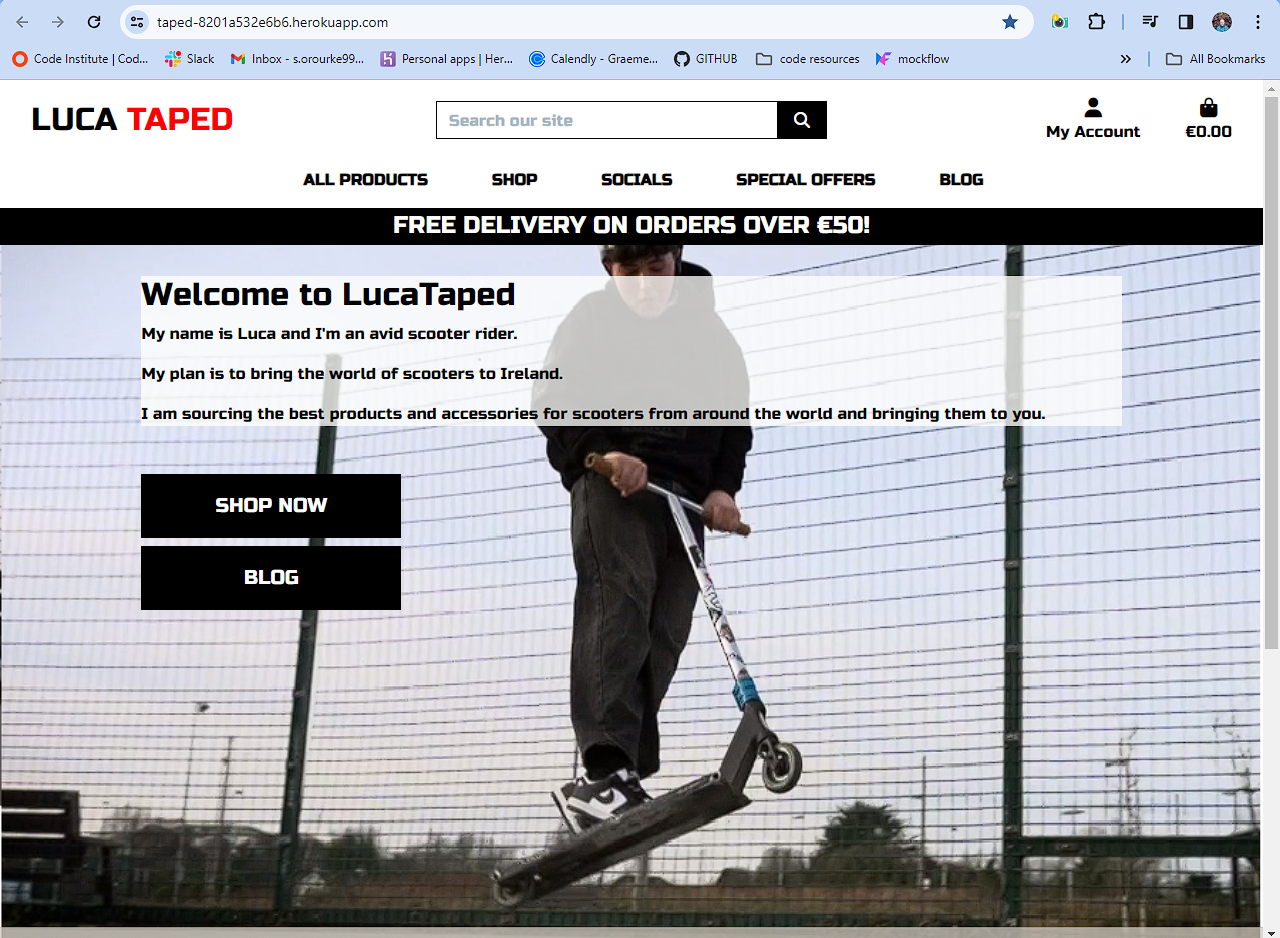 taped-8201a532e6b6.herokuapp.com
Code Institute | Cod... Slack Inbox - s.orourke99... Personal apps | Her... Calendly - Graeme... GITHUB code resources mockflow » All Bookmarks
LUCA TAPED
Search our site
My Account
€0.00
ALL PRODUCTS SHOP SOCIALS SPECIAL OFFERS BLOG
FREE DELIVERY ON ORDERS OVER €50!
Welcome to LucaTaped
My name is Luca and I'm an avid scooter rider.
My plan is to bring the world of scooters to Ireland.
I am sourcing the best products and accessories for scooters from around the world and bringing them to you.
SHOP NOW
BLOG